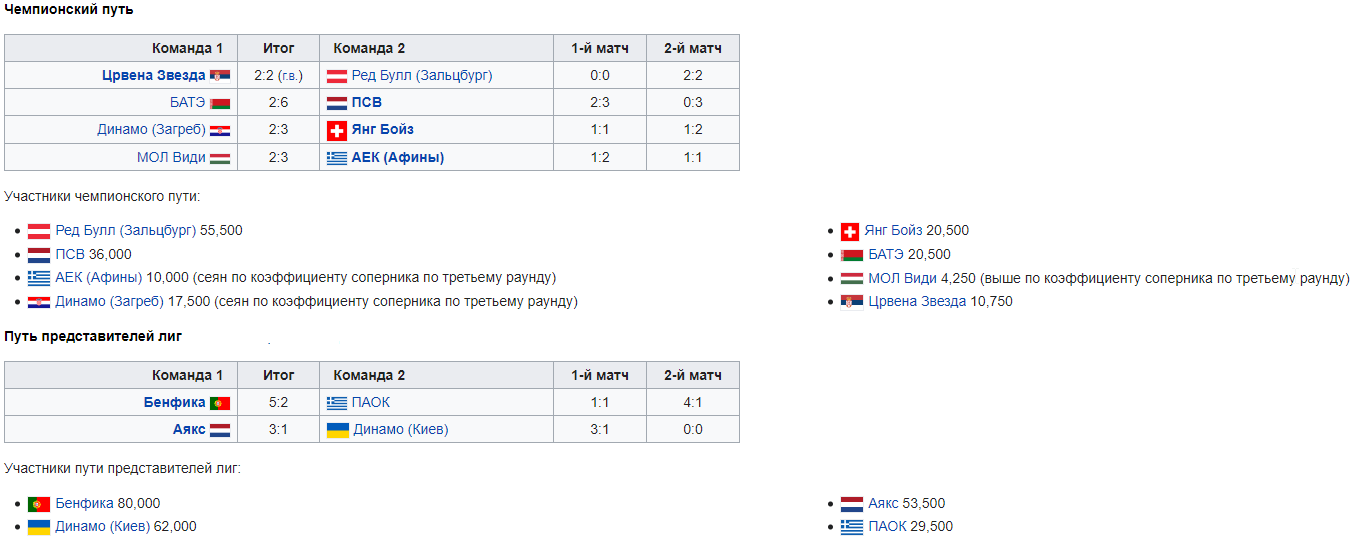 Чемпионский путь
Команда 1 Итог Команда 2 1-й матч 2-й матч
Црвена Звезда 2:2 (г.в.) Ред Булл (Зальцбург) 0:0 2:2
БАТЭ 2:6 ПСВ 2:3 0:3
Динамо (Загреб) 2:3 Янг Бойз 1:1 1:2
МОЛ Види 2:3 АЕК (Афины) 1:2 1:1
Участники чемпионского пути:
• Ред Булл (Зальцбург) 55,500
• ПСВ 36,000
• АЕК (Афины) 10,000 (сеян по коэффициенту соперника по третьему раунду)
• Динамо (Загреб) 17,500 (сеян по коэффициенту соперника по третьему раунду)
• Янг Бойз 20,500
• БАТЭ 20,500
• МОЛ Види 4,250 (выше по коэффициенту соперника по третьему раунду)
• Црвена Звезда 10,750
Путь представителей лиг
Команда 1 Итог Команда 2 1-й матч 2-й матч
Бенфика 5:2 ПАОК 1:1 4:1
Аякс 3:1 Динамо (Киев) 3:1 0:0
Участники пути представителей лиг:
• Бенфика 80,000
• Динамо (Киев) 62,000
• Аякс 53,500
• ПАОК 29,500